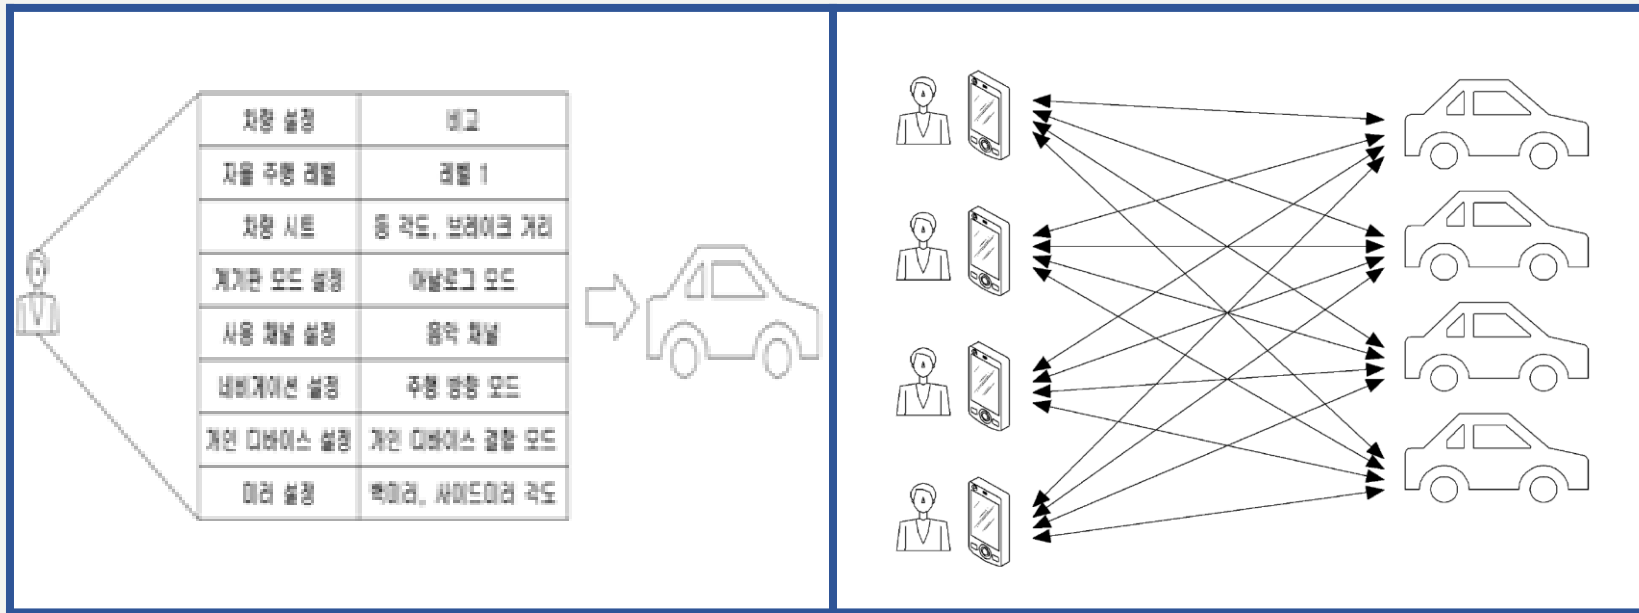 차량 설정 비고
자율 주행 레벨 레벨 1
차량 시트 등 각도, 브레이크 거리
계기판 모드 설정 아날로그 모드
사용 채널 설정 음악 채널
네비게이션 설정 주행 방향 모드
개인 디바이스 설정 개인 디바이스 결합 모드
미러 설정 백미러, 사이드미러 각도